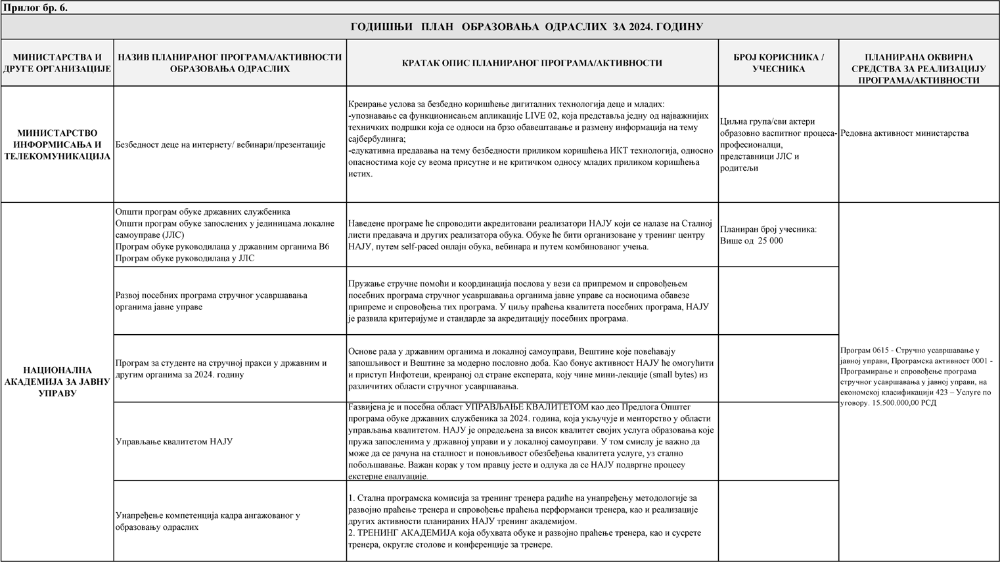 Прилог бр. 6.
ГОДИШЊИ ПЛАН ОБРАЗОВАЊА ОДРАСЛИХ ЗА 2024. ГОДИНУ
МИНИСТАРСТВА И
ДРУГЕ ОРГАНИЗАЦИЈЕ
НАЗИВ ПЛАНИРАНОГ ПРОГРАМА/АКТИВНОСТИ
ОБРАЗОВАЊА ОДРАСЛИХ
КРАТАК ОПИС ПЛАНИРАНОГ ПРОГРАМА/АКТИВНОСТИ
БРОЈ КОРИСНИКА /
УЧЕСНИКА
ПЛАНИРАНА ОКВИРНА
СРЕДСТВА ЗА РЕАЛИЗАЦИЈУ
ПРОГРАМА/АКТИВНОСТИ
МИНИСТАРСТВО
ИНФОРМИСАЊА И
ТЕЛЕКОМУНИКАЦИЈА
Безбедност деце на интернету/ вебинари/презентације
Креирање услова за безбедно коришћење дигиталних технологија деце и младих:
-упознавање са функционисањем апликације LIVE 02, која представља једну од најважнијих
техничких подршки која се односи на брзо обавештавање и размену информација на тему
сајбербулинга;
-едукативна предавања на тему безбедности приликом коришћења ИКТ технологија, односно
опасностима које су веома присутне и не критичком односу младих приликом коришћења
истих.
Циљна група/сви актери
образовно васпитног процеса-
професионалци,
представници ЈЛС и
родитељи
Редовна активност министарства
НАЦИОНАЛНА
АКАДЕМИЈА ЗА ЈАВНУ
УПРАВУ
Општи програм обуке државних службеника
Општи програм обуке запослених у јединицама локалне
самоуправе (ЈЛС)
Програм обуке руководилаца у државним органима В6
Програм обуке руководилаца у ЈЛС
Наведене програме ће спроводити акредитовани реализатори НАЈУ који се налазе на Сталној
листи предавача и других реализатора обука. Обуке ће бити организоване у тренинг центру
НАЈУ, путем self-paced онлајн обука, вебинара и путем комбинованог учења.
Планиран број учесника:
Више од 25 000
Развој посебних програма стручног усавршавања
органима јавне управе
Пружање стручне помоћи и координација послова у вези са припремом и спровођењем
посебних програма стручног усавршавања органима јавне управе са носиоцима обавезе
припреме и спровођења тих програма. У циљу праћења квалитета посебних програма, НАЈУ
је развила критеријуме и стандарде за акредитацију посебних програма.
Програм за студенте на стручној пракси у државним и
другим органима за 2024. годину
Основе рада у државним органима и локалној самоуправи, Вештине које повећавају
запошљивост и Вештине за модерно пословно доба. Као бонус активност НАЈУ ће омогућити
и приступ Инфотеци, креираној од стране експерата, коју чине мини-лекције (small bytes) из
различитих области стручног усавршавања.
Програм 0615 - Стручно усавршавање у
јавној управи, Програмска активност 0001 -
Програмирање и спровођење програма
стручног усавршавања у јавној управи, на
економској класификацији 423 – Услуге по
уговору. 15.500.000,00 РСД
Управљање квалитетом НАЈУ
Развијена је и посебна област УПРАВЉАЊЕ КВАЛИТЕТОМ као део Предлога Општег
програма обуке државних службеника за 2024. година, која укључује и менторство у области
управљања квалитетом. НАЈУ је опредељена за висок квалитет својих услуга образовања које
пружа запосленима у државној управи и у локалној самоуправи. У том смислу је важно да
може да се рачуна на сталност и поновљивост обезбеђења квалитета услуге, уз стално
побољшавање. Важан корак у том правцу јесте и одлука да се НАЈУ подвргне процесу
екстерне евалуације.
Унапређење компетенција кадра ангажованог у
образовању одраслих
1. Стална програмска комисија за тренинг тренера радиће на унапређењу методологије за
развојно праћење тренера и спровођење праћења перформанси тренера, као и реализације
других активности планираних НАЈУ тренинг академијом.
2. ТРЕНИНГ АКАДЕМИЈА која обухвата обуке и развојно праћење тренера, као и сусрете
тренера, округле столове и конференције за тренере.